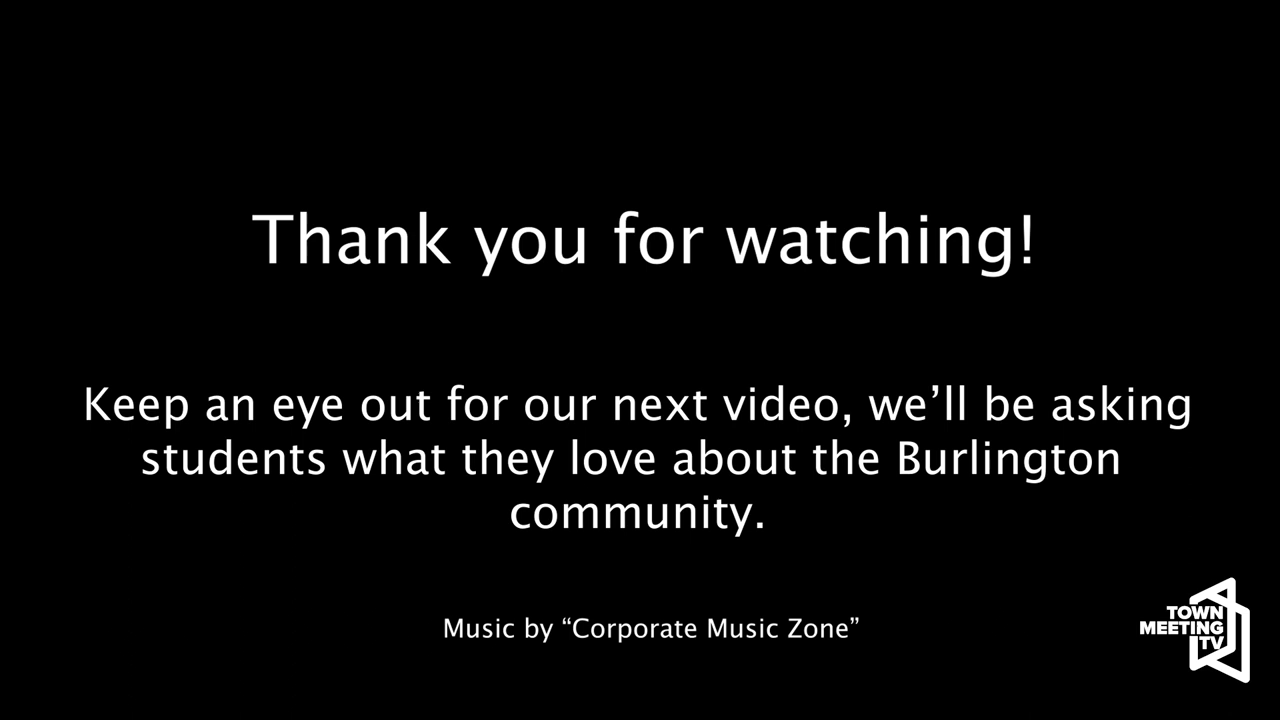 Thank you for watching!
Keep an eye out for our next video, we’ll be asking
students what they love about the Burlington
community.
Music by “Corporate Music Zone”
TOWN
MEETING
TV